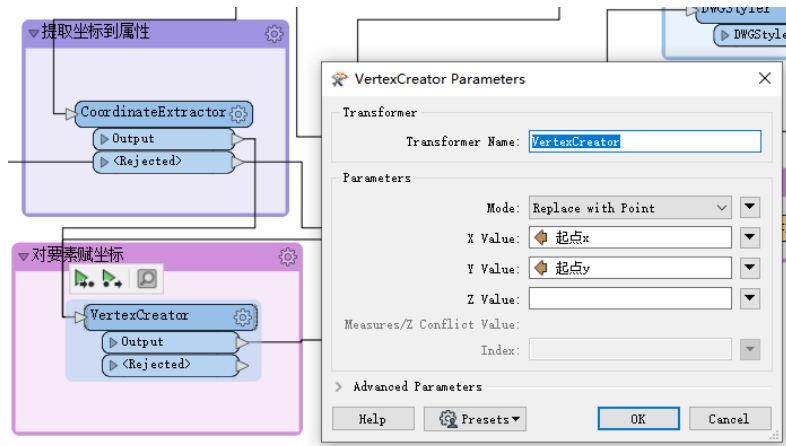 提取坐标到属性
CoordinateExtractor
Output
<Rejected>
对要素赋坐标
VertexCreator
Output
<Rejected>
DWGStyler
DWGStyle
VertexCreator Parameters
Transformer
Transformer Name:
VertexCreator
Parameters
Mode:
Replace with Point
X Value:
起点x
Y Value:
起点y
Z Value:
Measures/Z Conflict Value:
Index:
Advanced Parameters
Help
Presets
OK
Cancel